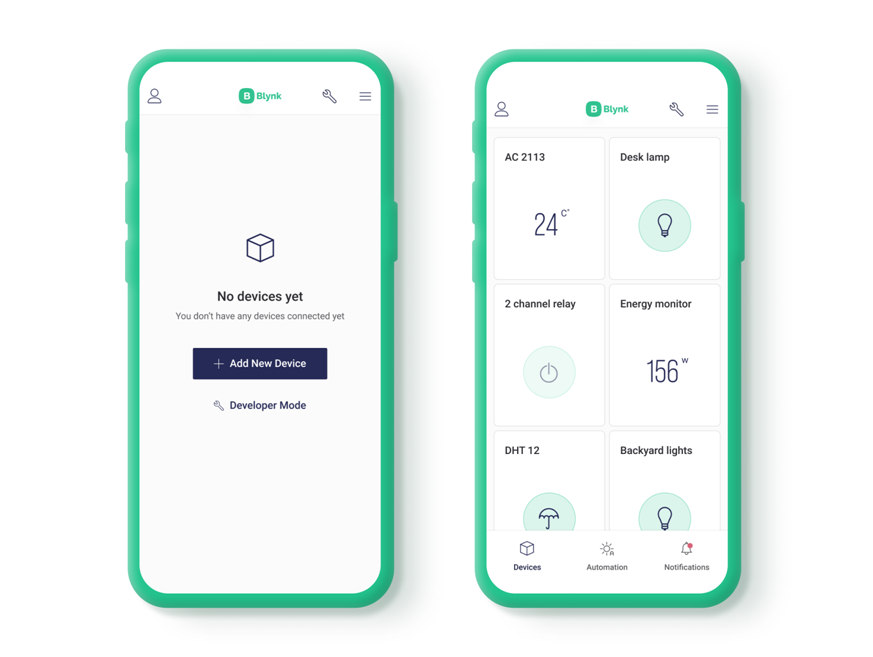 B Blynk
No devices yet
You don't have any devices connected yet
Add New Device
Developer Mode
B Blynk
AC 2113
24 C°
Desk lamp
2 channel relay
Energy monitor
156 w
DHT 12
Backyard lights
Devices
Automation
Notifications